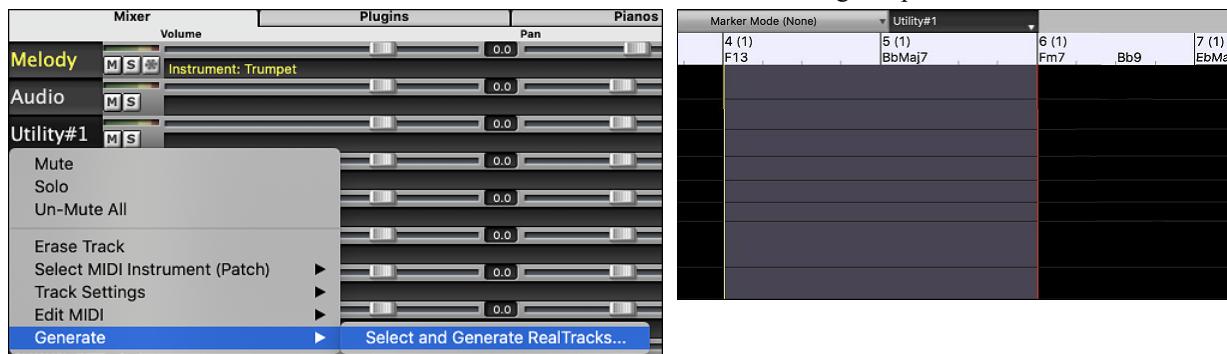 Mixer Plugins Pianos
Volume Pan
Melody M S Instrument: Trumpet 0.0
Audio M S 0.0
Utility#1 M S 0.0
Mute 0.0
Solo
Un-Mute All 0.0
0.0
Erase Track
Select MIDI Instrument (Patch) 0.0
Track Settings
Edit MIDI 0.0
Generate Select and Generate RealTracks...
Marker Mode (None) Utility#1
4 (1) 5 (1) 6 (1) 7 (1)
F13 BbMaj7 Fm7 Bb9 EbMa